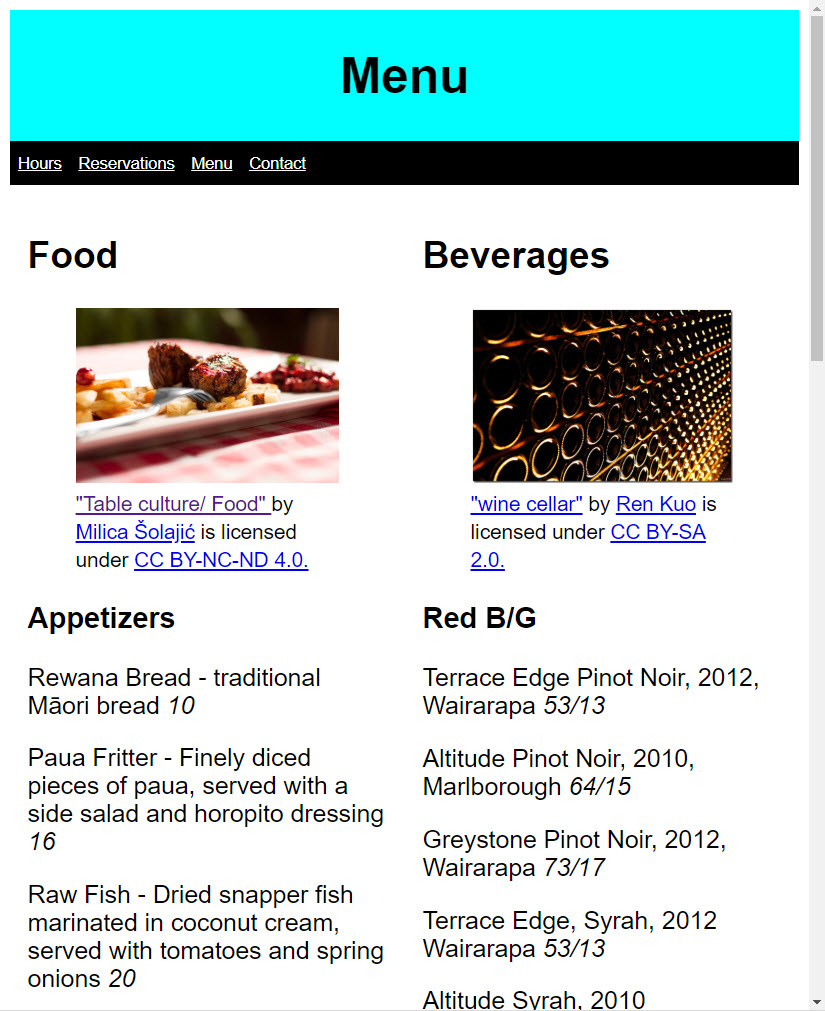 Menu
Hours Reservations Menu Contact
Food
"Table culture/ Food" by
Milica Šolajić is licensed
under CC BY-NC-ND 4.0.
Appetizers
Rewana Bread - traditional
Māori bread 10
Paua Fritter - Finely diced
pieces of paua, served with a
side salad and horopito dressing
16
Raw Fish - Dried snapper fish
marinated in coconut cream,
served with tomatoes and spring
onions 20
Beverages
"wine cellar" by Ren Kuo is
licensed under CC BY-SA
2.0.
Red B/G
Terrace Edge Pinot Noir, 2012,
Wairarapa 53/13
Altitude Pinot Noir, 2010,
Marlborough 64/15
Greystone Pinot Noir, 2012,
Wairarapa 73/17
Terrace Edge, Syrah, 2012
Wairarapa 53/13
Altitude Syrah, 2010